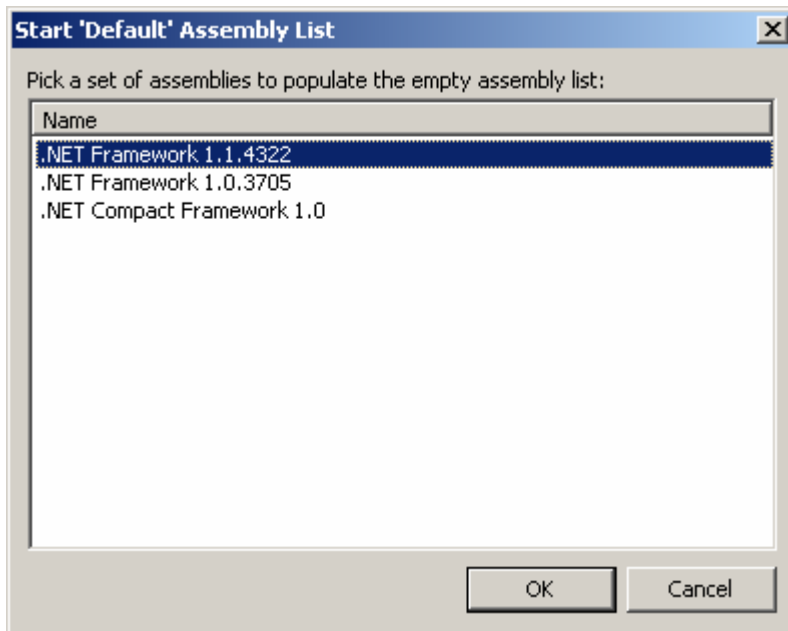 Start 'Default' Assembly List
Pick a set of assemblies to populate the empty assembly list:
Name
.NET Framework 1.1.4322
.NET Framework 1.0.3705
.NET Compact Framework 1.0
OK Cancel